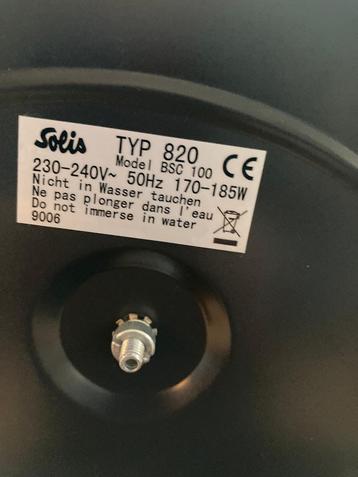 Solis TYP 820 CE
Model BSC 100
230-240V~ 50Hz 170-185W
Nicht in Wasser tauchen
Ne pas plonger dans l'eau
Do not immerse in water
9006